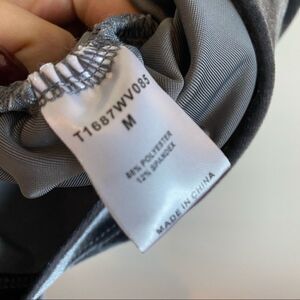 T1687WV085
M
88% POLYESTER
12% SPANDEX
MADE IN CHINA